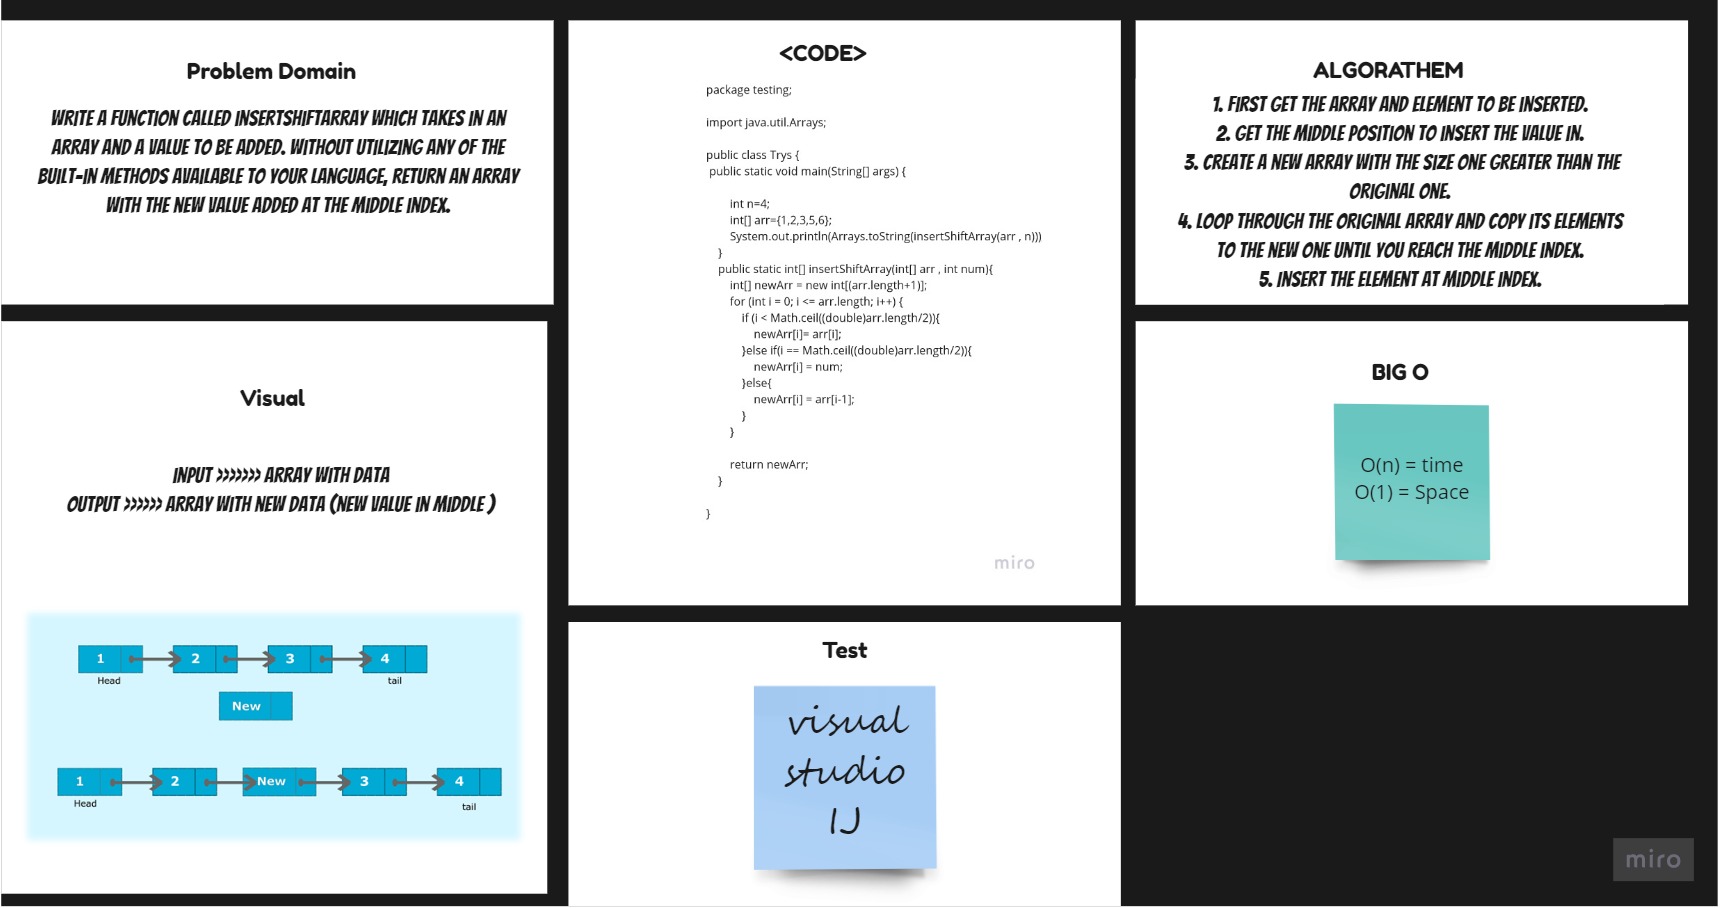 Problem Domain
WRITE A FUNCTION CALLED INSERTSHIFTARRAY WHICH TAKES IN AN
ARRAY AND A VALUE TO BE ADDED. WITHOUT UTILIZING ANY OF THE
BUILT-IN METHODS AVAILABLE TO YOUR LANGUAGE, RETURN AN ARRAY
WITH THE NEW VALUE ADDED AT THE MIDDLE INDEX.
Visual
INPUT >>>>>>> ARRAY WITH DATA
OUTPUT >>>>>> ARRAY WITH NEW DATA (NEW VALUE IN MIDDLE )
1 2 3 4
Head tail
New
1 2 New 3 4
Head tail
<CODE>
package testing;
import java.util.Arrays;
public class Trys {
public static void main(String[] args) {
int n=4;
int[] arr={1,2,3,5,6};
System.out.println(Arrays.toString(insertShiftArray(arr , n)))
}
public static int[] insertShiftArray(int[] arr , int num){
int[] newArr = new int[(arr.length+1)];
for (int i = 0; i <= arr.length; i++) {
if (i < Math.ceil((double)arr.length/2)){
newArr[i]= arr[i];
}else if(i == Math.ceil((double)arr.length/2)){
newArr[i] = num;
}else{
newArr[i] = arr[i-1];
}
}
return newArr;
}
}
miro
Test
visual
studio
IJ
ALGORATHEM
1. FIRST GET THE ARRAY AND ELEMENT TO BE INSERTED.
2. GET THE MIDDLE POSITION TO INSERT THE VALUE IN.
3. CREATE A NEW ARRAY WITH THE SIZE ONE GREATER THAN THE
ORIGINAL ONE.
4. LOOP THROUGH THE ORIGINAL ARRAY AND COPY ITS ELEMENTS
TO THE NEW ONE UNTIL YOU REACH THE MIDDLE INDEX.
5. INSERT THE ELEMENT AT MIDDLE INDEX.
BIG O
O(n) = time
O(1) = Space
miro